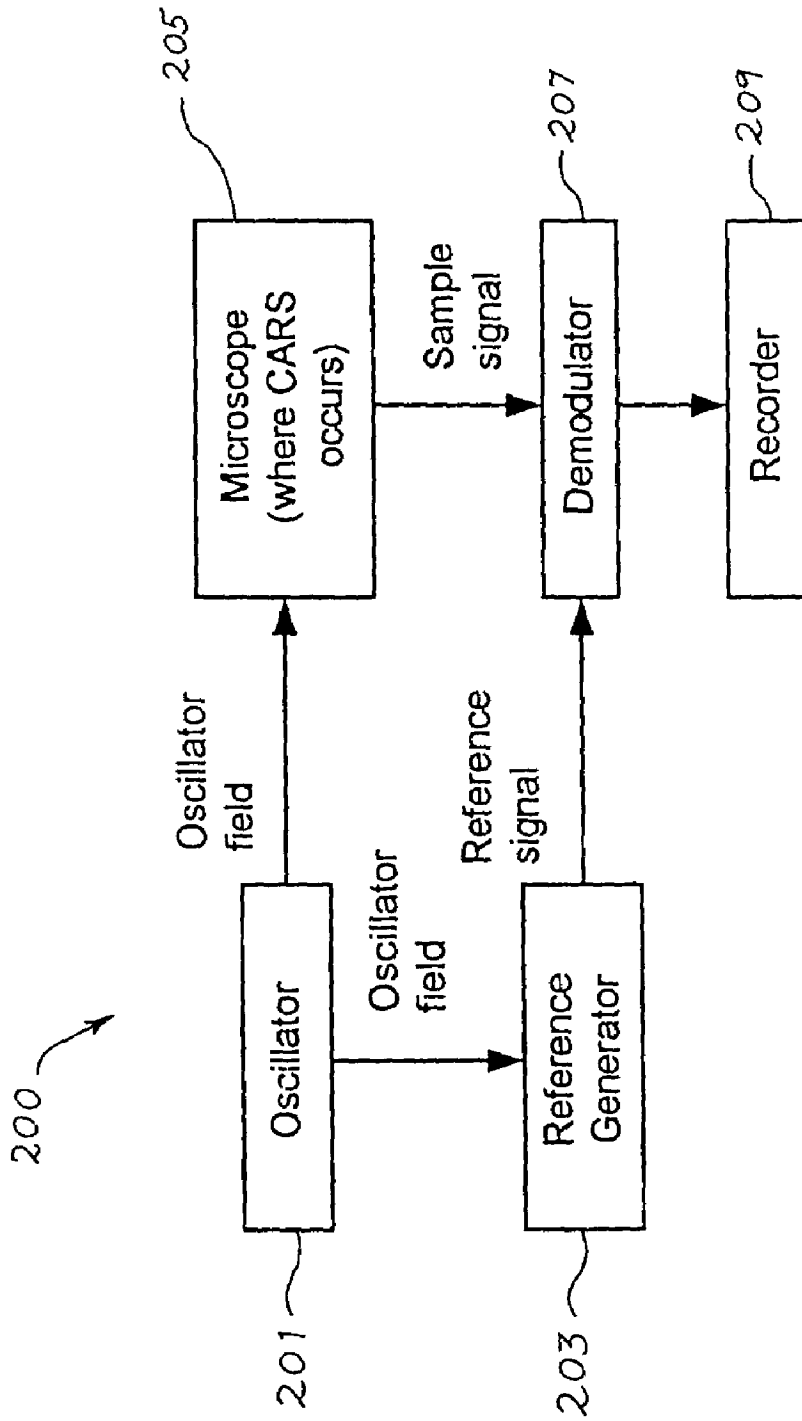 200
205
Oscillator
field
Microscope
(where CARS
occurs)
201
Oscillator
Oscillator
field
Sample
signal
Reference
signal
207
203
Reference
Generator
Demodulator
209
Recorder